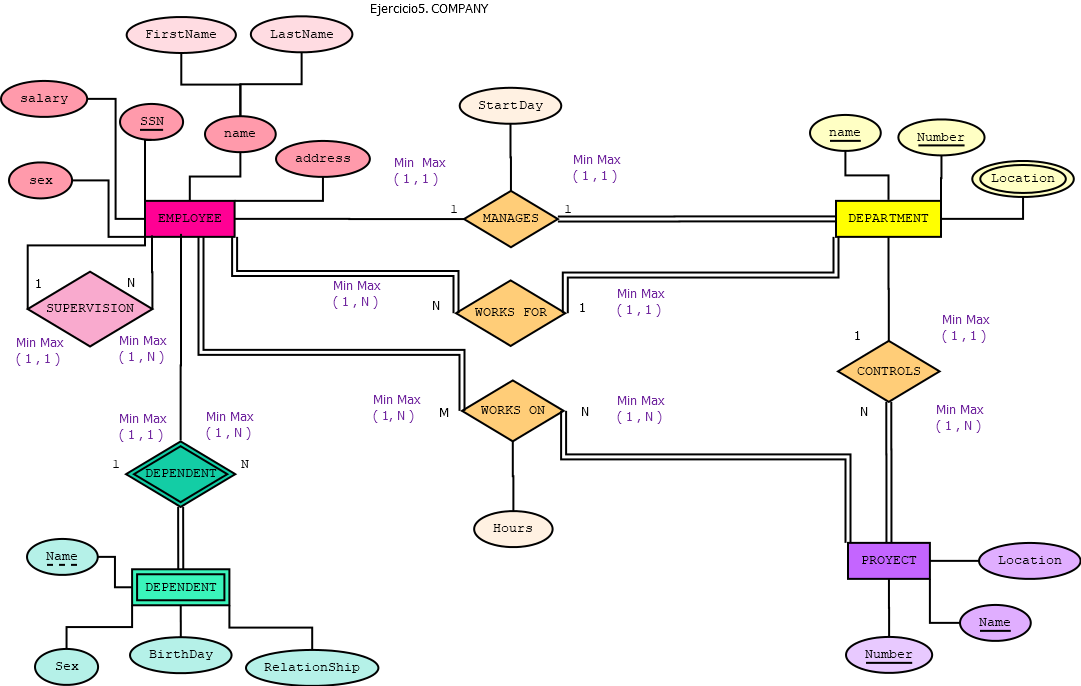 Ejercicio5. COMPANY
FirstName
LastName
salary
SSN
name
address
sex
StartDay
name
Number
Location
Min Max
( 1 , 1 )
Min Max
( 1 , 1 )
EMPLOYEE
1
MANAGES
1
DEPARTMENT
1
N
SUPERVISION
Min Max
( 1 , 1 )
Min Max
( 1 , N )
Min Max
( 1 , N )
N
WORKS FOR
1
Min Max
( 1 , 1 )
Min Max
( 1 , 1 )
1
CONTROLS
N
Min Max
( 1 , N )
Min Max
( 1, N )
M
WORKS ON
N
Min Max
( 1 , N )
Min Max
( 1 , 1 )
Min Max
( 1 , N )
1
DEPENDENT
N
Hours
Name
DEPENDENT
Sex
BirthDay
RelationShip
PROYECT
Location
Name
Number